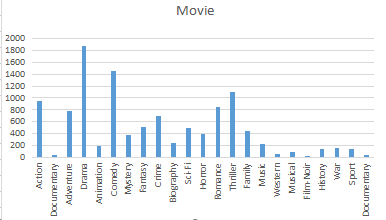 Movie
2000
1800
1600
1400
1200
1000
800
600
400
200
0
Action
Documentary
Adventure
Drama
Animation
Comedy
Mystery
Fantasy
Crime
Biography
Sci-Fi
Horror
Romance
Thriller
Family
Music
Western
Musical
Film-Noir
History
War
Sport
Documentary